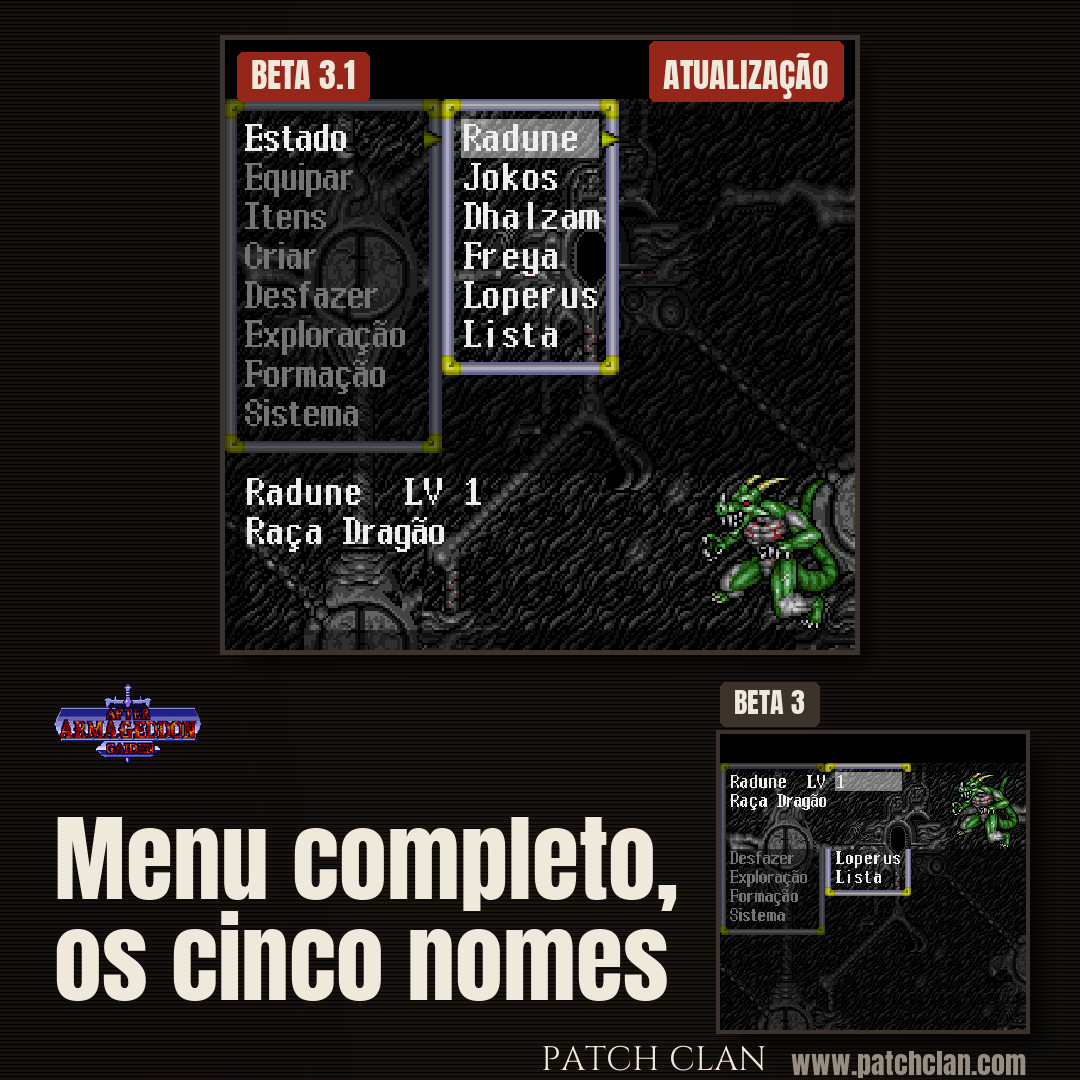 BETA 3.1
ATUALIZAÇÃO
Estado
Equipar
Itens
Criar
Desfazer
Exploração
Formação
Sistema
Radune
Jokos
Dhalzam
Freya
Loperus
Lista
Radune LV 1
Raça Dragão
AFTER
ARMAGEDDON
GAIDEN
BETA 3
Radune LV 1
Raça Dragão
Desfazer
Exploração
Formação
Sistema
Loperus
Lista
Menu completo,
os cinco nomes
PATCH CLAN
www.patchclan.com